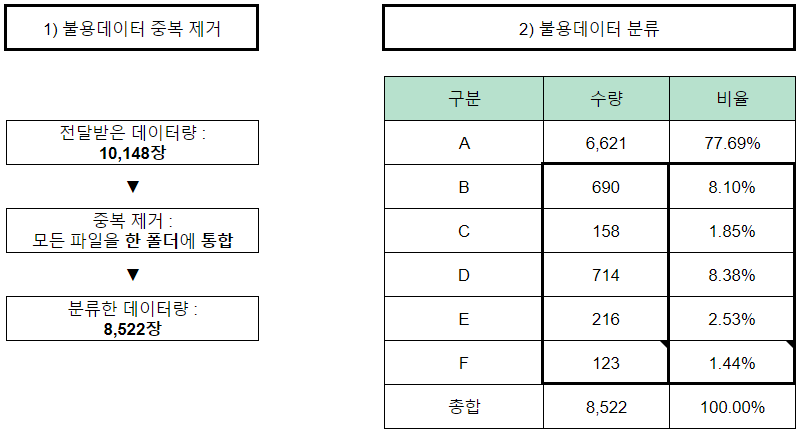 1) 불용데이터 중복 제거
전달받은 데이터량 :
10,148장
▼
중복 제거 :
모든 파일을 한 폴더에 통합
▼
분류한 데이터량 :
8,522장
2) 불용데이터 분류
구분 수량 비율
A 6,621 77.69%
B 690 8.10%
C 158 1.85%
D 714 8.38%
E 216 2.53%
F 123 1.44%
총합 8,522 100.00%